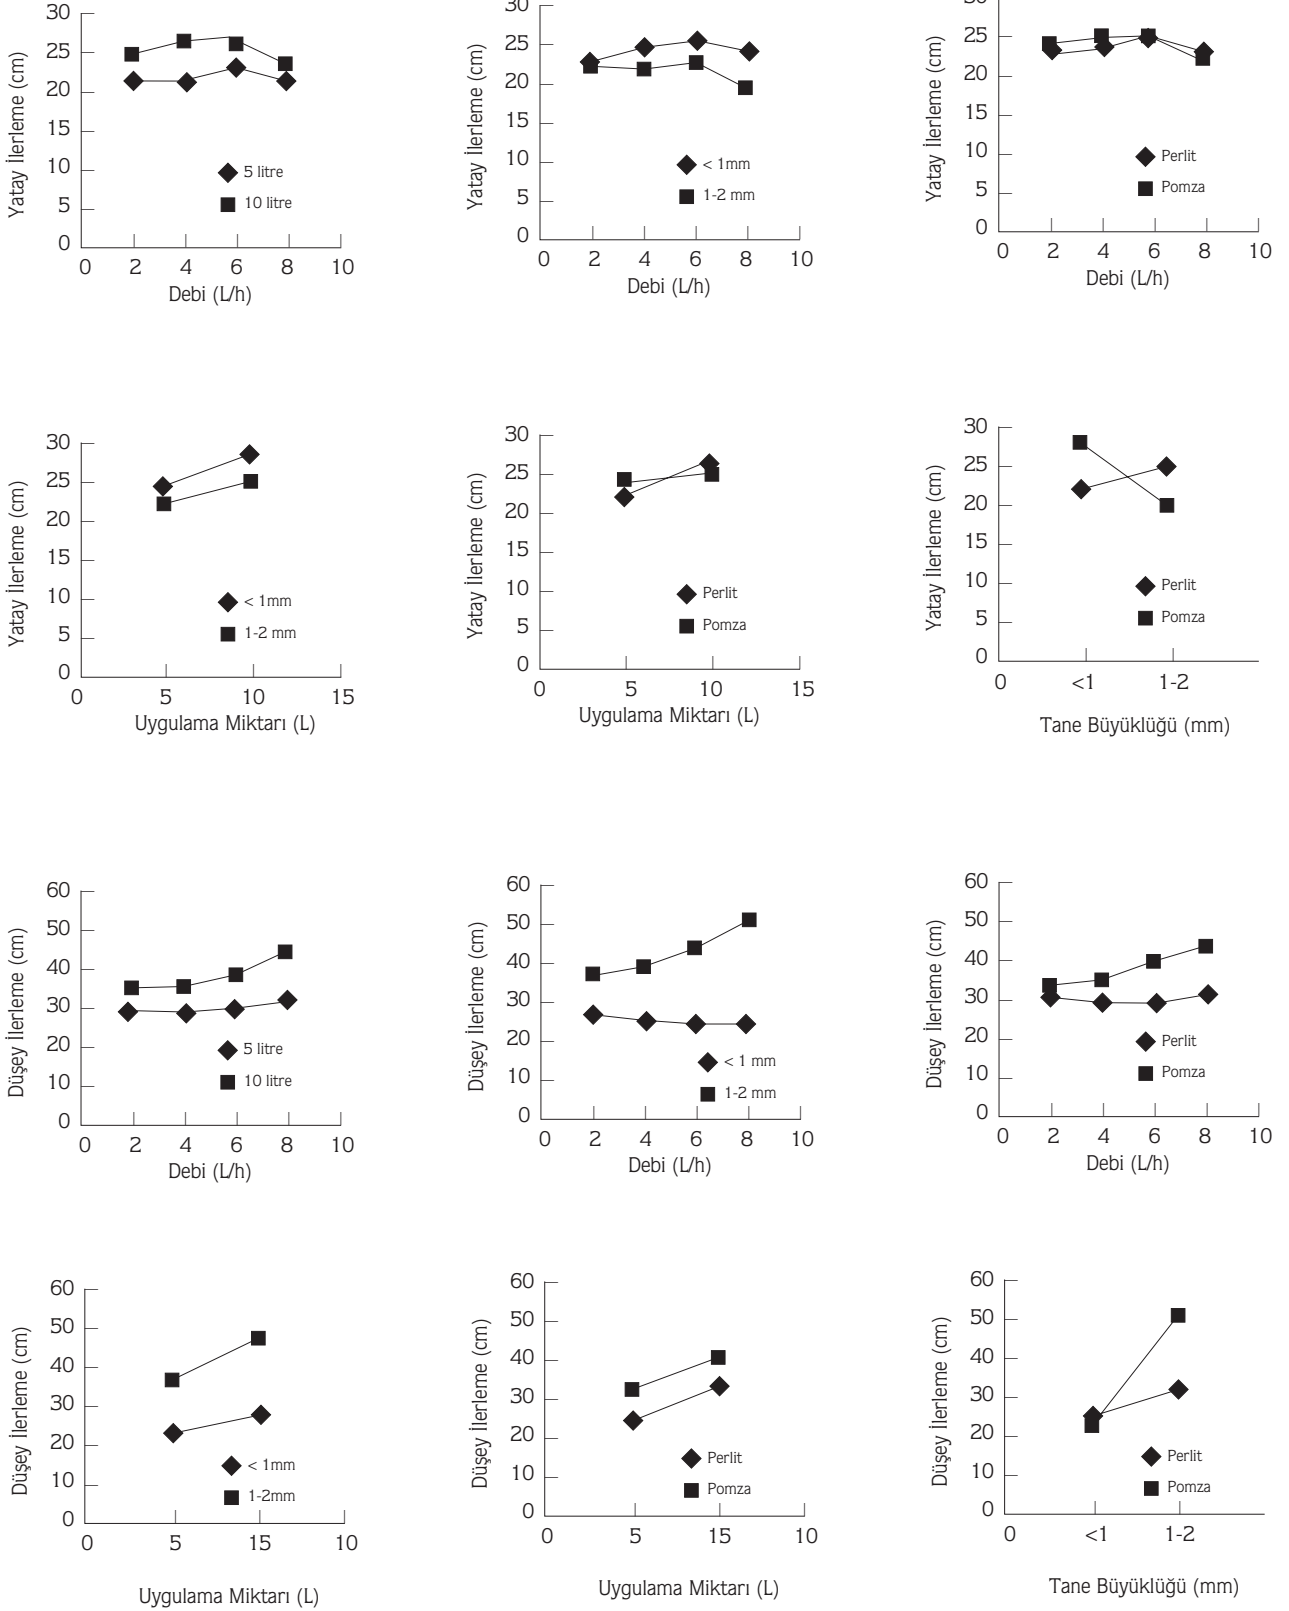 30
25
20
15
10
5
0
Yatay İlerleme (cm)
5 litre
10 litre
0 2 4 6 8 10
Debi (L/h)
30
25
20
15
10
5
0
Yatay İlerleme (cm)
< 1mm
1-2 mm
0 2 4 6 8 10
Debi (L/h)
30
25
20
15
10
5
0
Yatay İlerleme (cm)
Perlit
Pomza
0 2 4 6 8 10
Debi (L/h)
30
25
20
15
10
5
0
Yatay İlerleme (cm)
< 1mm
1-2 mm
0 5 10 15
Uygulama Miktarı (L)
30
25
20
15
10
5
0
Yatay İlerleme (cm)
Perlit
Pomza
0 5 10 15
Uygulama Miktarı (L)
30
25
20
15
10
5
0
Yatay İlerleme (cm)
Perlit
Pomza
0 <1 1-2
Tane Büyüklüğü (mm)
60
50
40
30
20
10
0
Düşey İlerleme (cm)
5 litre
10 litre
0 2 4 6 8 10
Debi (L/h)
60
50
40
30
20
10
0
Düşey İlerleme (cm)
< 1 mm
1-2 mm
0 2 4 6 8 10
Debi (L/h)
60
50
40
30
20
10
0
Düşey İlerleme (cm)
Perlit
Pomza
0 2 4 6 8 10
Debi (L/h)
60
50
40
30
20
10
0
Düşey İlerleme (cm)
< 1mm
1-2mm
0 5 15 10
Uygulama Miktarı (L)
60
50
40
30
20
10
0
Düşey İlerleme (cm)
Perlit
Pomza
0 5 15 10
Uygulama Miktarı (L)
60
50
40
30
20
10
0
Düşey İlerleme (cm)
Perlit
Pomza
0 <1 1-2
Tane Büyüklüğü (mm)